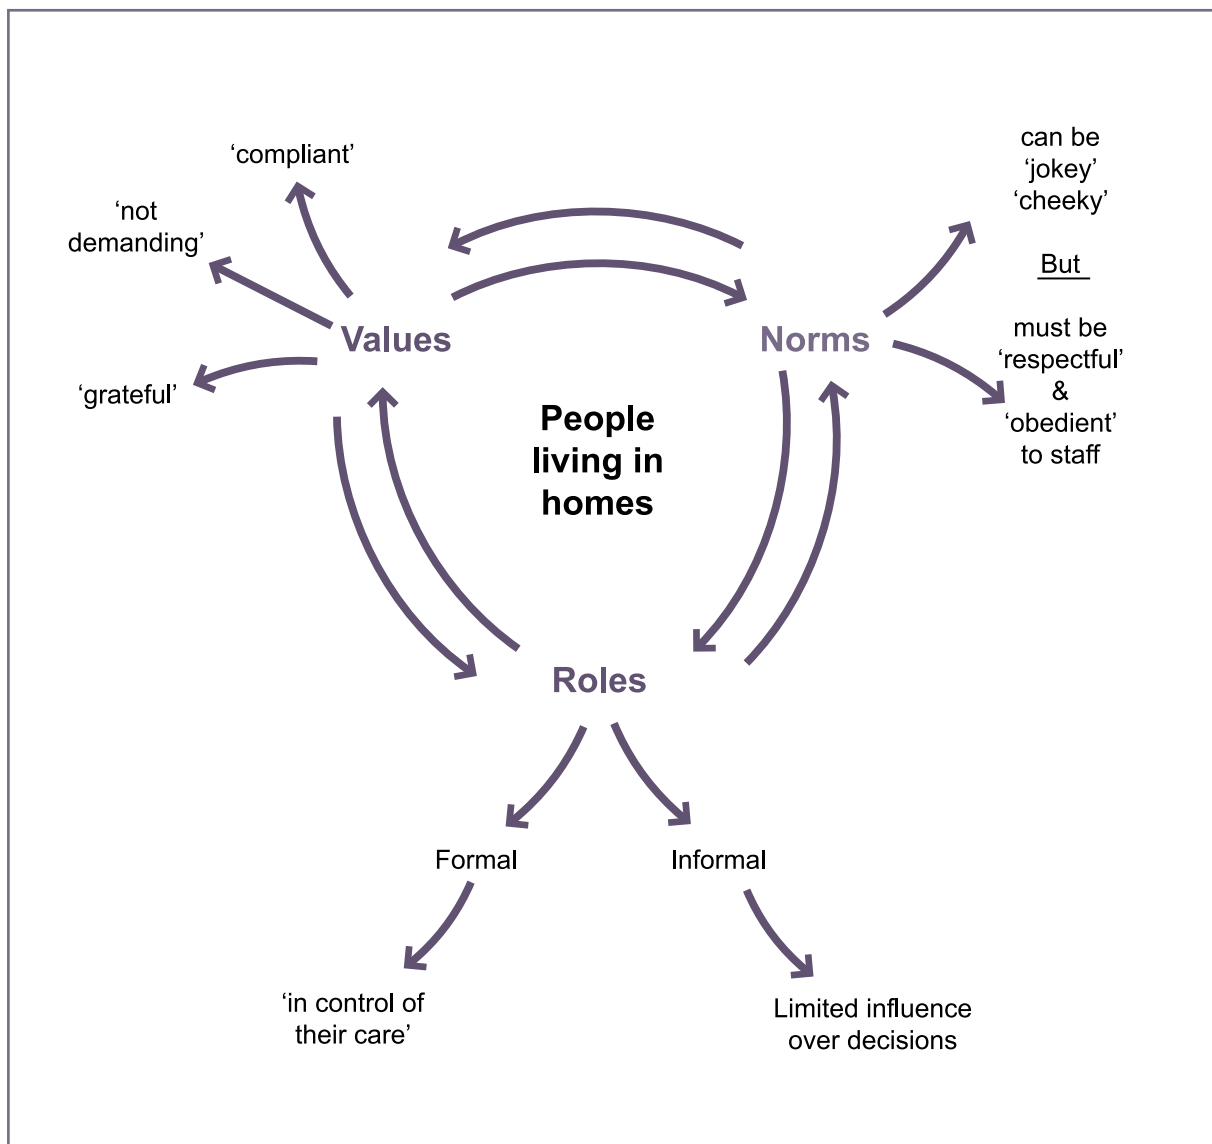 ‘compliant’
‘not
demanding’
‘grateful’
Values
Norms
can be
‘jokey’
‘cheeky’
But
must be
‘respectful’
&
‘obedient’
to staff
People
living in
homes
Roles
Formal
Informal
‘in control of
their care’
Limited influence
over decisions